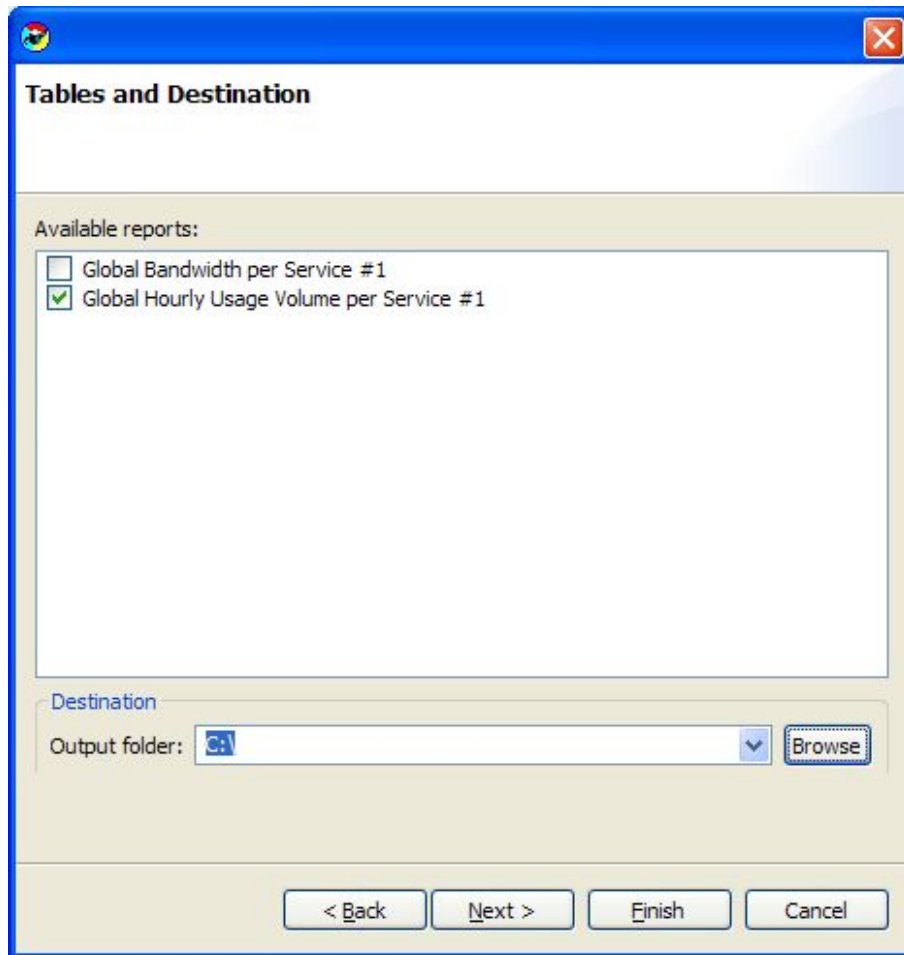 Tables and Destination
Available reports:
Global Bandwidth per Service #1
Global Hourly Usage Volume per Service #1
Destination
Output folder: C:\ Browse
< Back Next > Finish Cancel